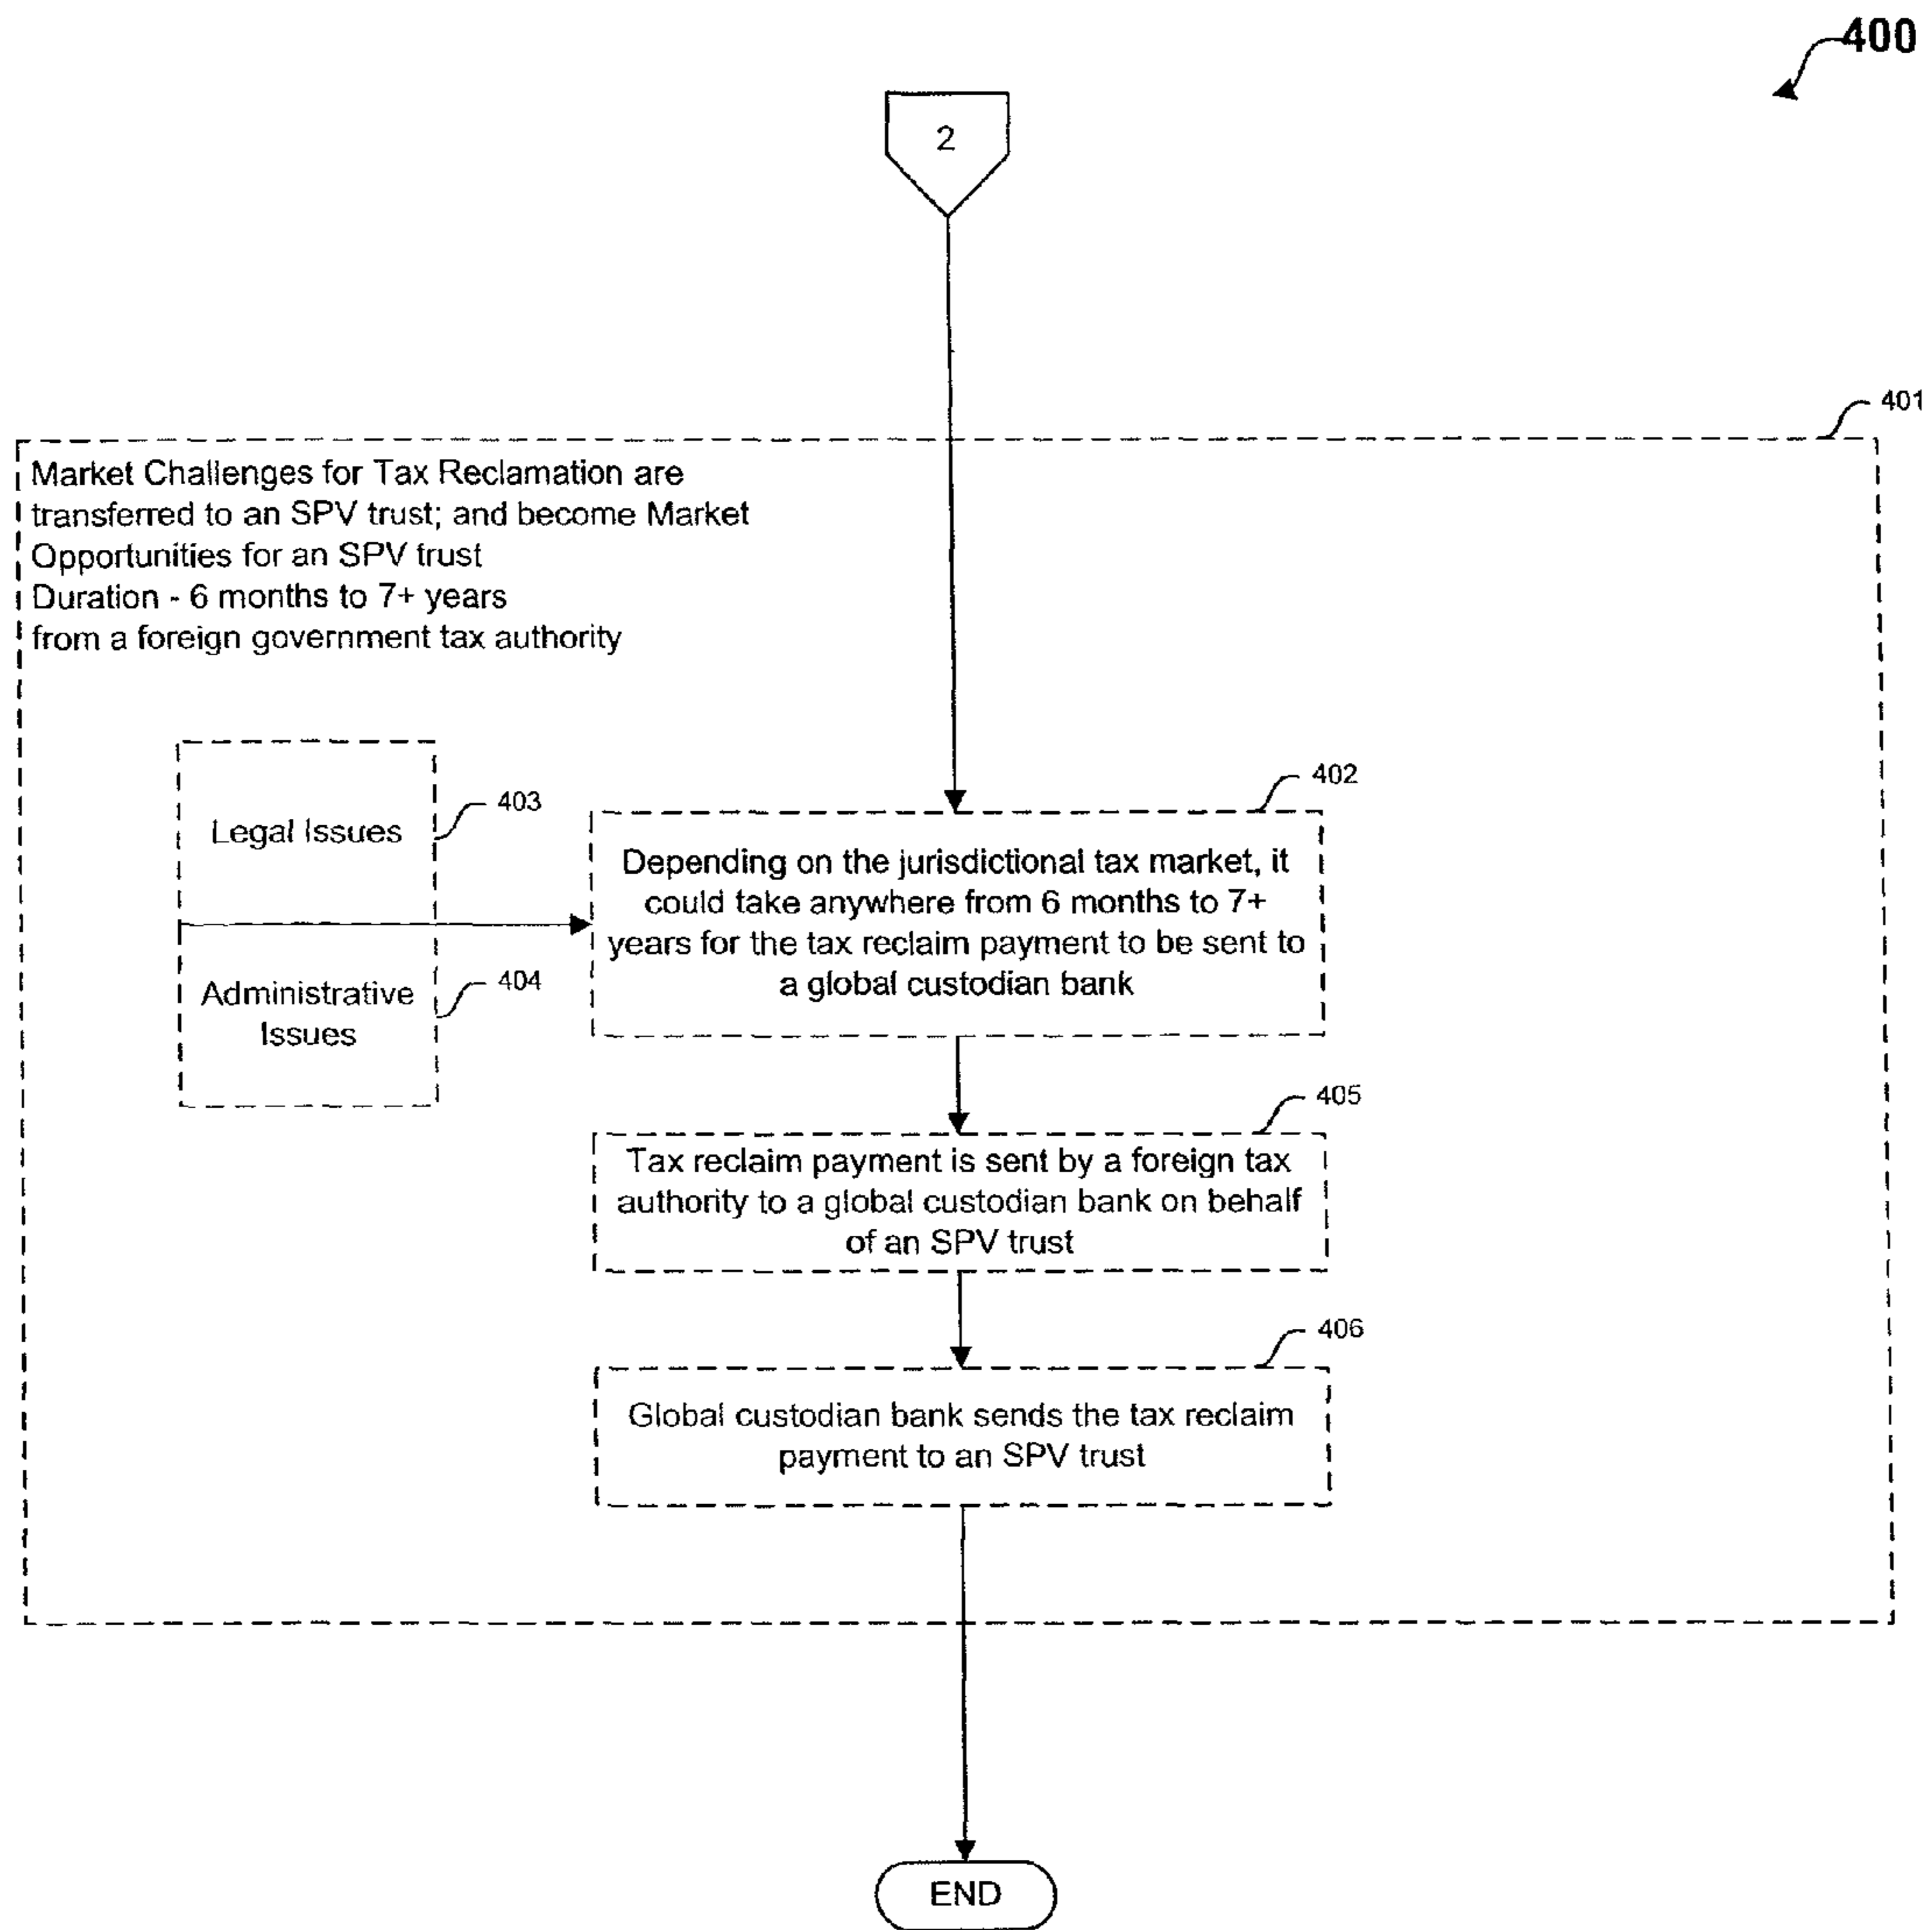 400
2
401
Market Challenges for Tax Reclamation are
transferred to an SPV trust; and become Market
Opportunities for an SPV trust
Duration - 6 months to 7+ years
from a foreign government tax authority
402
403
Legal Issues
Depending on the jurisdictional tax market, it
could take anywhere from 6 months to 7+
years for the tax reclaim payment to be sent to
a global custodian bank
404
Administrative
Issues
405
Tax reclaim payment is sent by a foreign tax
authority to a global custodian bank on behalf
of an SPV trust
406
Global custodian bank sends the tax reclaim
payment to an SPV trust
END